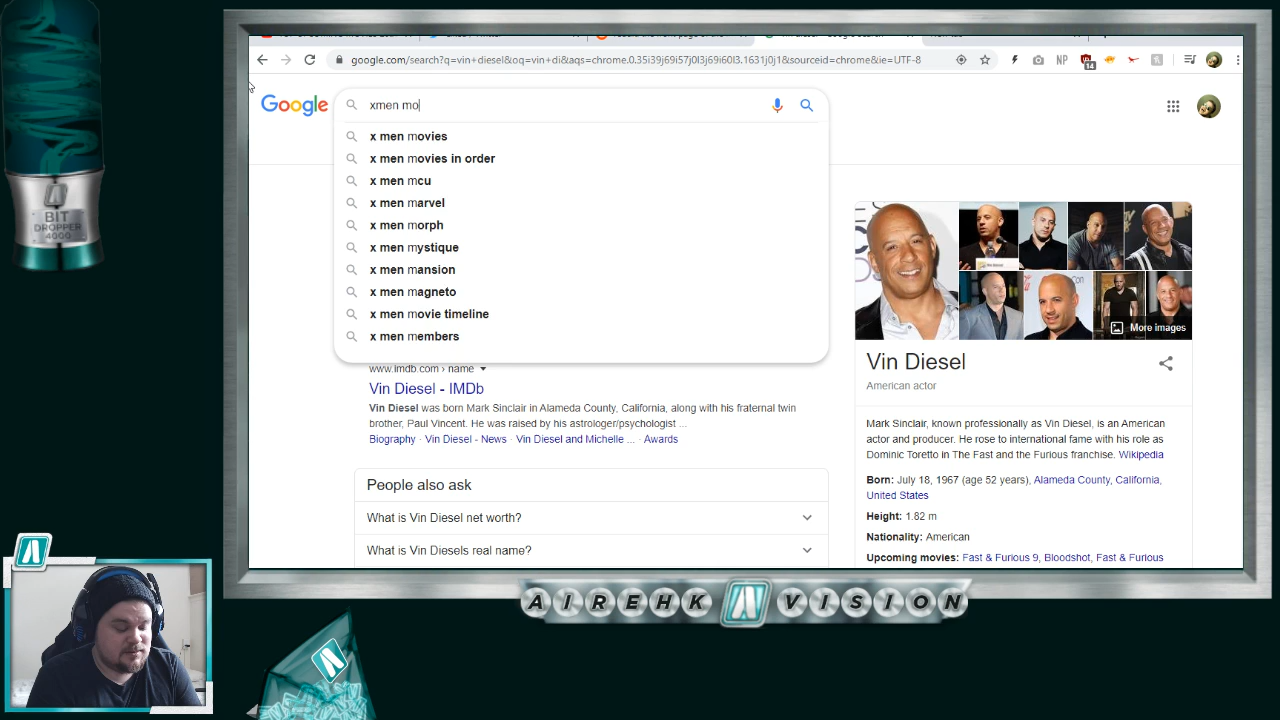 google.com/search?q=vin+diesel&oq=vin+di&aqs=chrome.0.35i39j69i57j0l3j69i60l3.1631j0j1&sourceid=chrome&ie=UTF-8
NP
14
Google
xmen mo
x men movies
x men movies in order
x men mcu
x men marvel
x men morph
x men mystique
x men mansion
x men magneto
x men movie timeline
x men members
www.imdb.com › name
Vin Diesel - IMDb
Vin Diesel was born Mark Sinclair in Alameda County, California, along with his fraternal twin
brother, Paul Vincent. He was raised by his astrologer/psychologist ...
Biography · Vin Diesel - News · Vin Diesel and Michelle ... · Awards
People also ask
What is Vin Diesel net worth?
What is Vin Diesels real name?
More images
Vin Diesel
American actor
Mark Sinclair, known professionally as Vin Diesel, is an American
actor and producer. He rose to international fame with his role as
Dominic Toretto in The Fast and the Furious franchise. Wikipedia
Born: July 18, 1967 (age 52 years), Alameda County, California,
United States
Height: 1.82 m
Nationality: American
Upcoming movies: Fast & Furious 9, Bloodshot, Fast & Furious
BIT
DROPPER
4000
AIREHK VISION